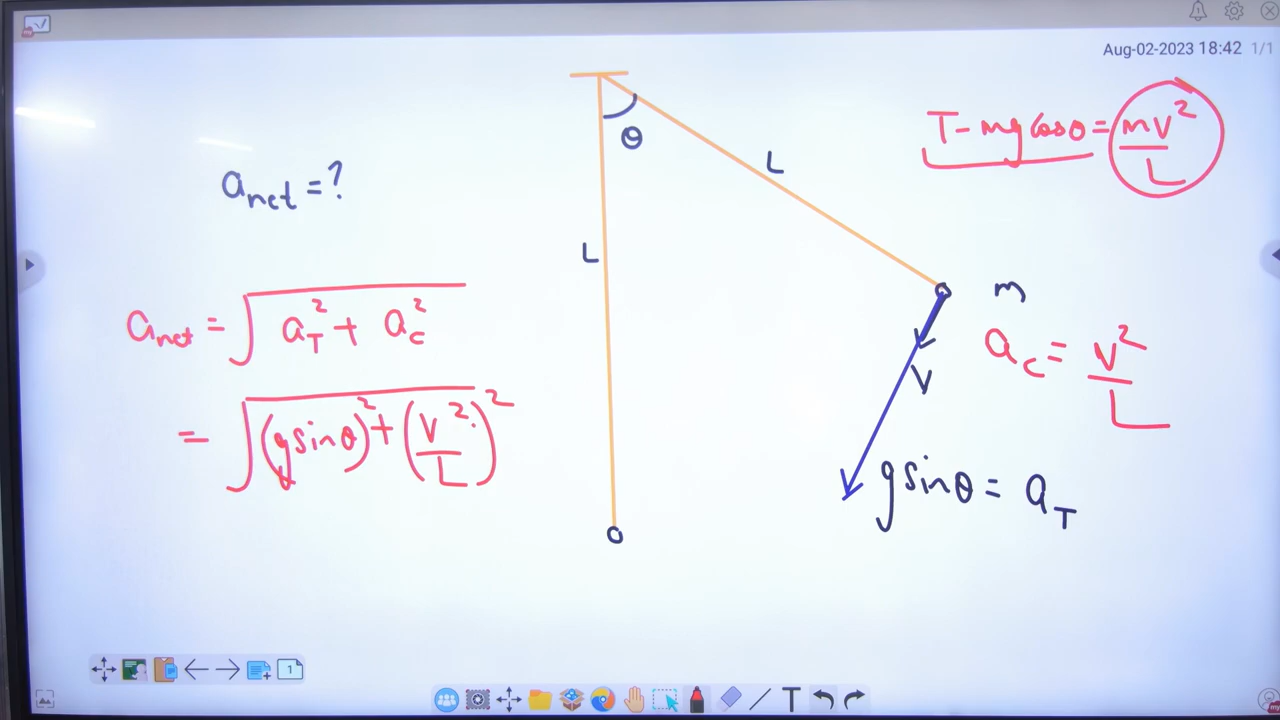 Aug-02-2023 18:42 1/1
T - mg cosθ = mv²/L
θ
L
a_net = ?
L
m
a_net = √(a_T² + a_C²)
a_C = v²/L
V
= √((g sinθ)² + (v²/L)²)
g sinθ = a_T
1
T